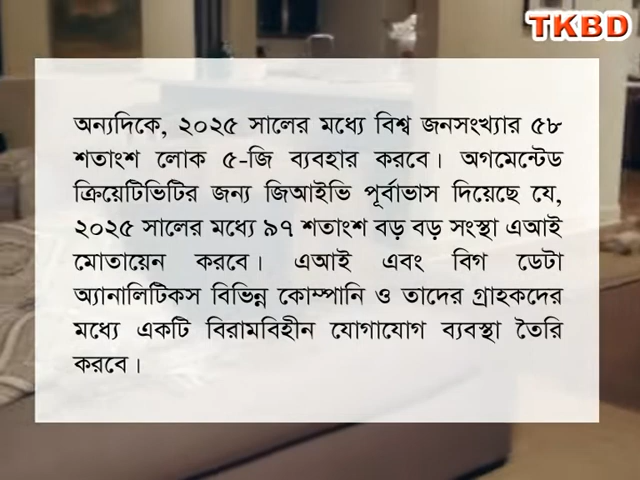 TKBD
অন্যদিকে, ২০২৫ সালের মধ্যে বিশ্ব জনসংখ্যার ৫৮
শতাংশ লোক ৫-জি ব্যবহার করবে। অগমেন্টেড
ক্রিয়েটিভিটির জন্য জিআইভি পূর্বাভাস দিয়েছে যে,
২০২৫ সালের মধ্যে ৯৭ শতাংশ বড় বড় সংস্থা এআই
মোতায়েন করবে। এআই এবং বিগ ডেটা
অ্যানালিটিকস বিভিন্ন কোম্পানি ও তাদের গ্রাহকদের
মধ্যে একটি বিরামবিহীন যোগাযোগ ব্যবস্থা তৈরি
করবে।